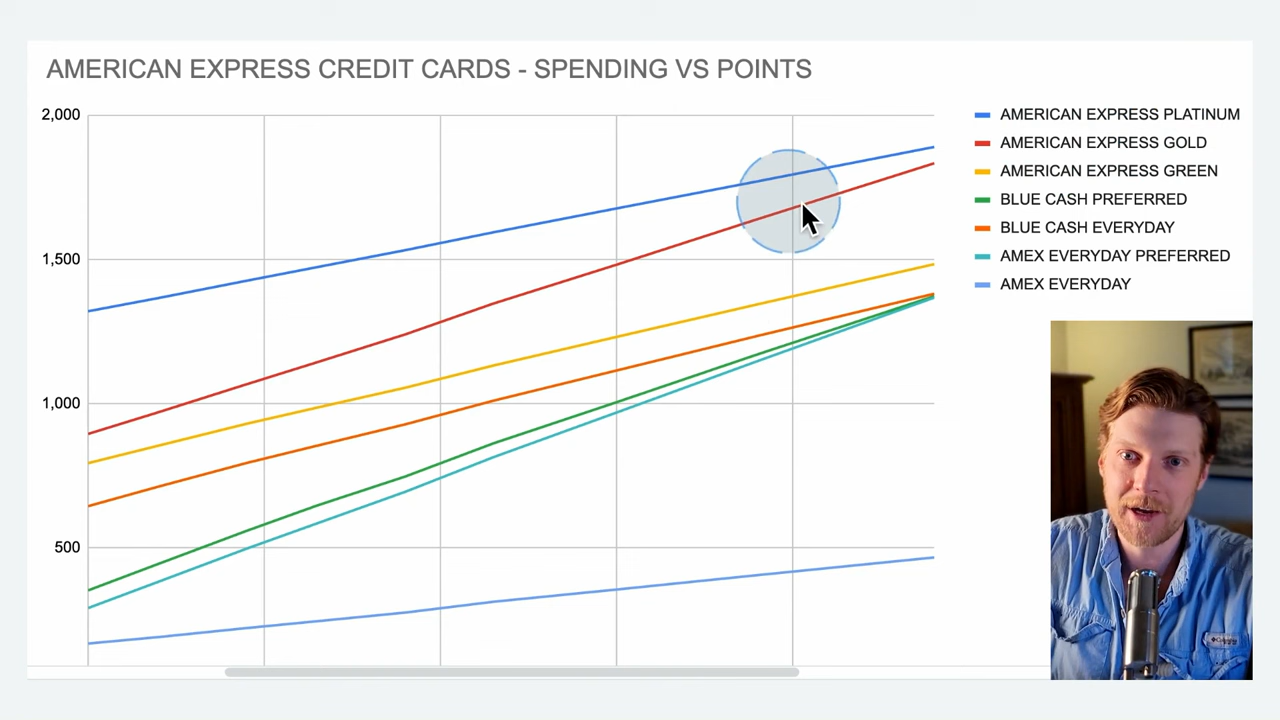 AMERICAN EXPRESS CREDIT CARDS - SPENDING VS POINTS
2,000
1,500
1,000
500
AMERICAN EXPRESS PLATINUM
AMERICAN EXPRESS GOLD
AMERICAN EXPRESS GREEN
BLUE CASH PREFERRED
BLUE CASH EVERYDAY
AMEX EVERYDAY PREFERRED
AMEX EVERYDAY